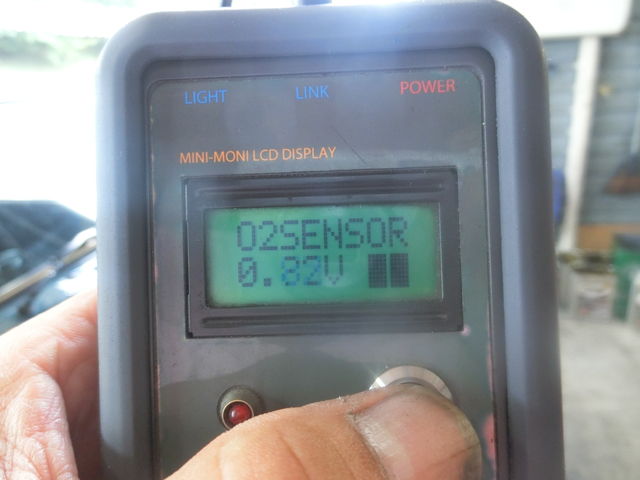 LIGHT LINK POWER
MINI-MONI LCD DISPLAY
O2SENSOR
0.82V